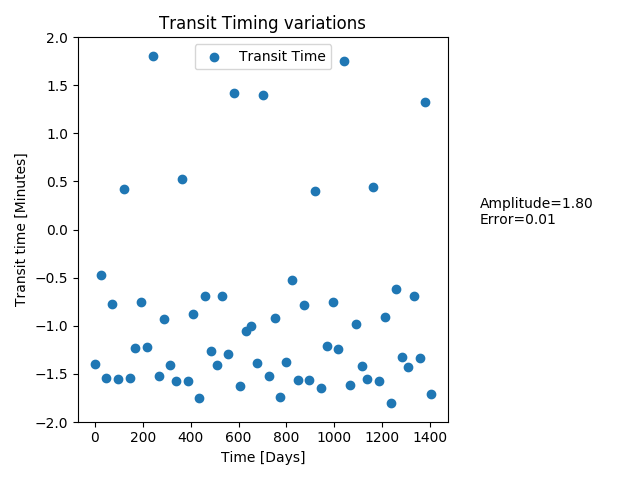 Transit Timing variations
2.0
1.5
1.0
0.5
0.0
−0.5
−1.0
−1.5
−2.0
Transit time [Minutes]
Transit Time
0
200
400
600
800
1000
1200
1400
Time [Days]
Amplitude=1.80
Error=0.01